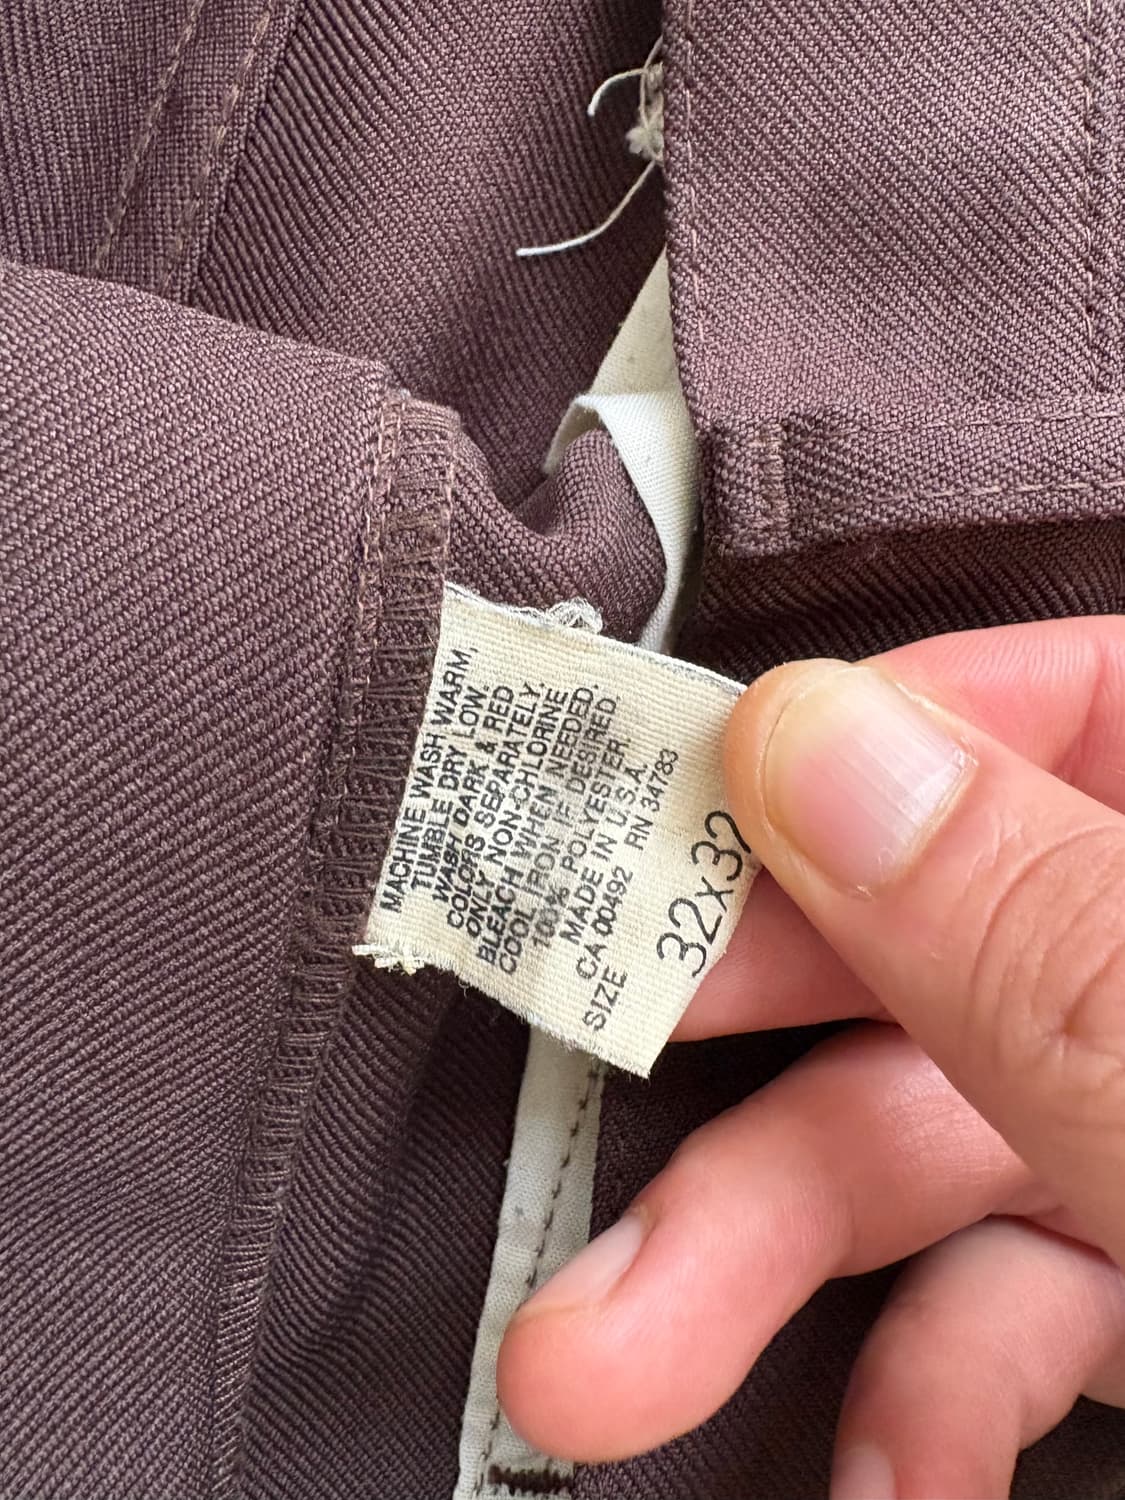 MACHINE WASH WARM,
TUMBLE DRY LOW.
WASH DARK & RED
COLORS SEPARATELY.
ONLY NON-CHLORINE
BLEACH WHEN NEEDED.
COOL IRON IF DESIRED.
100% POLYESTER
MADE IN U.S.A.
CA 00492 RN 34783
SIZE 32x32